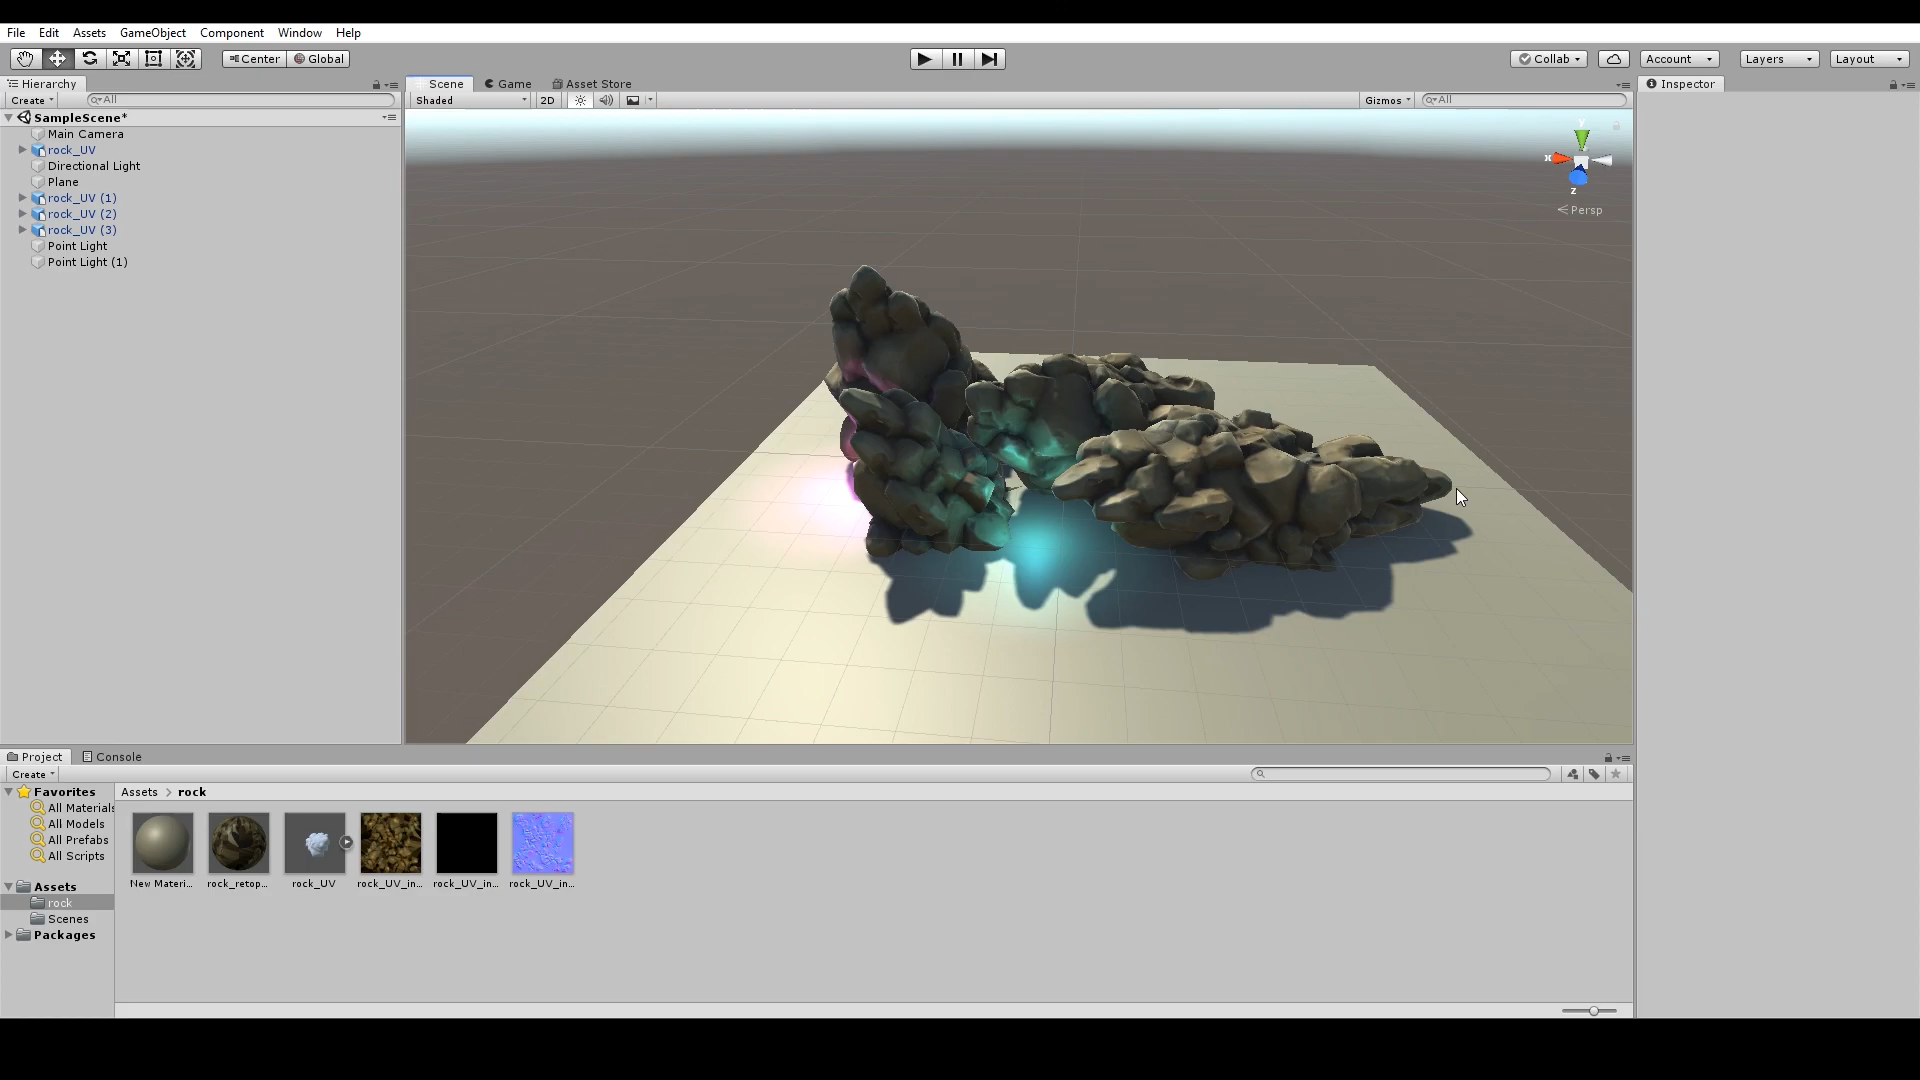 File Edit Assets GameObject Component Window Help
Center Global Collab Account Layers Layout
Hierarchy Scene Game Asset Store Inspector
Create All Shaded 2D Gizmos All
SampleScene*
Main Camera
rock_UV
Directional Light
Plane
rock_UV (1)
rock_UV (2)
rock_UV (3)
Point Light
Point Light (1)
y
x
z
Persp
Project Console
Create
Favorites
All Materials
All Models
All Prefabs
All Scripts
Assets
rock
Scenes
Packages
Assets > rock
New Materi... rock_retop... rock_UV rock_UV_in... rock_UV_in... rock_UV_in...